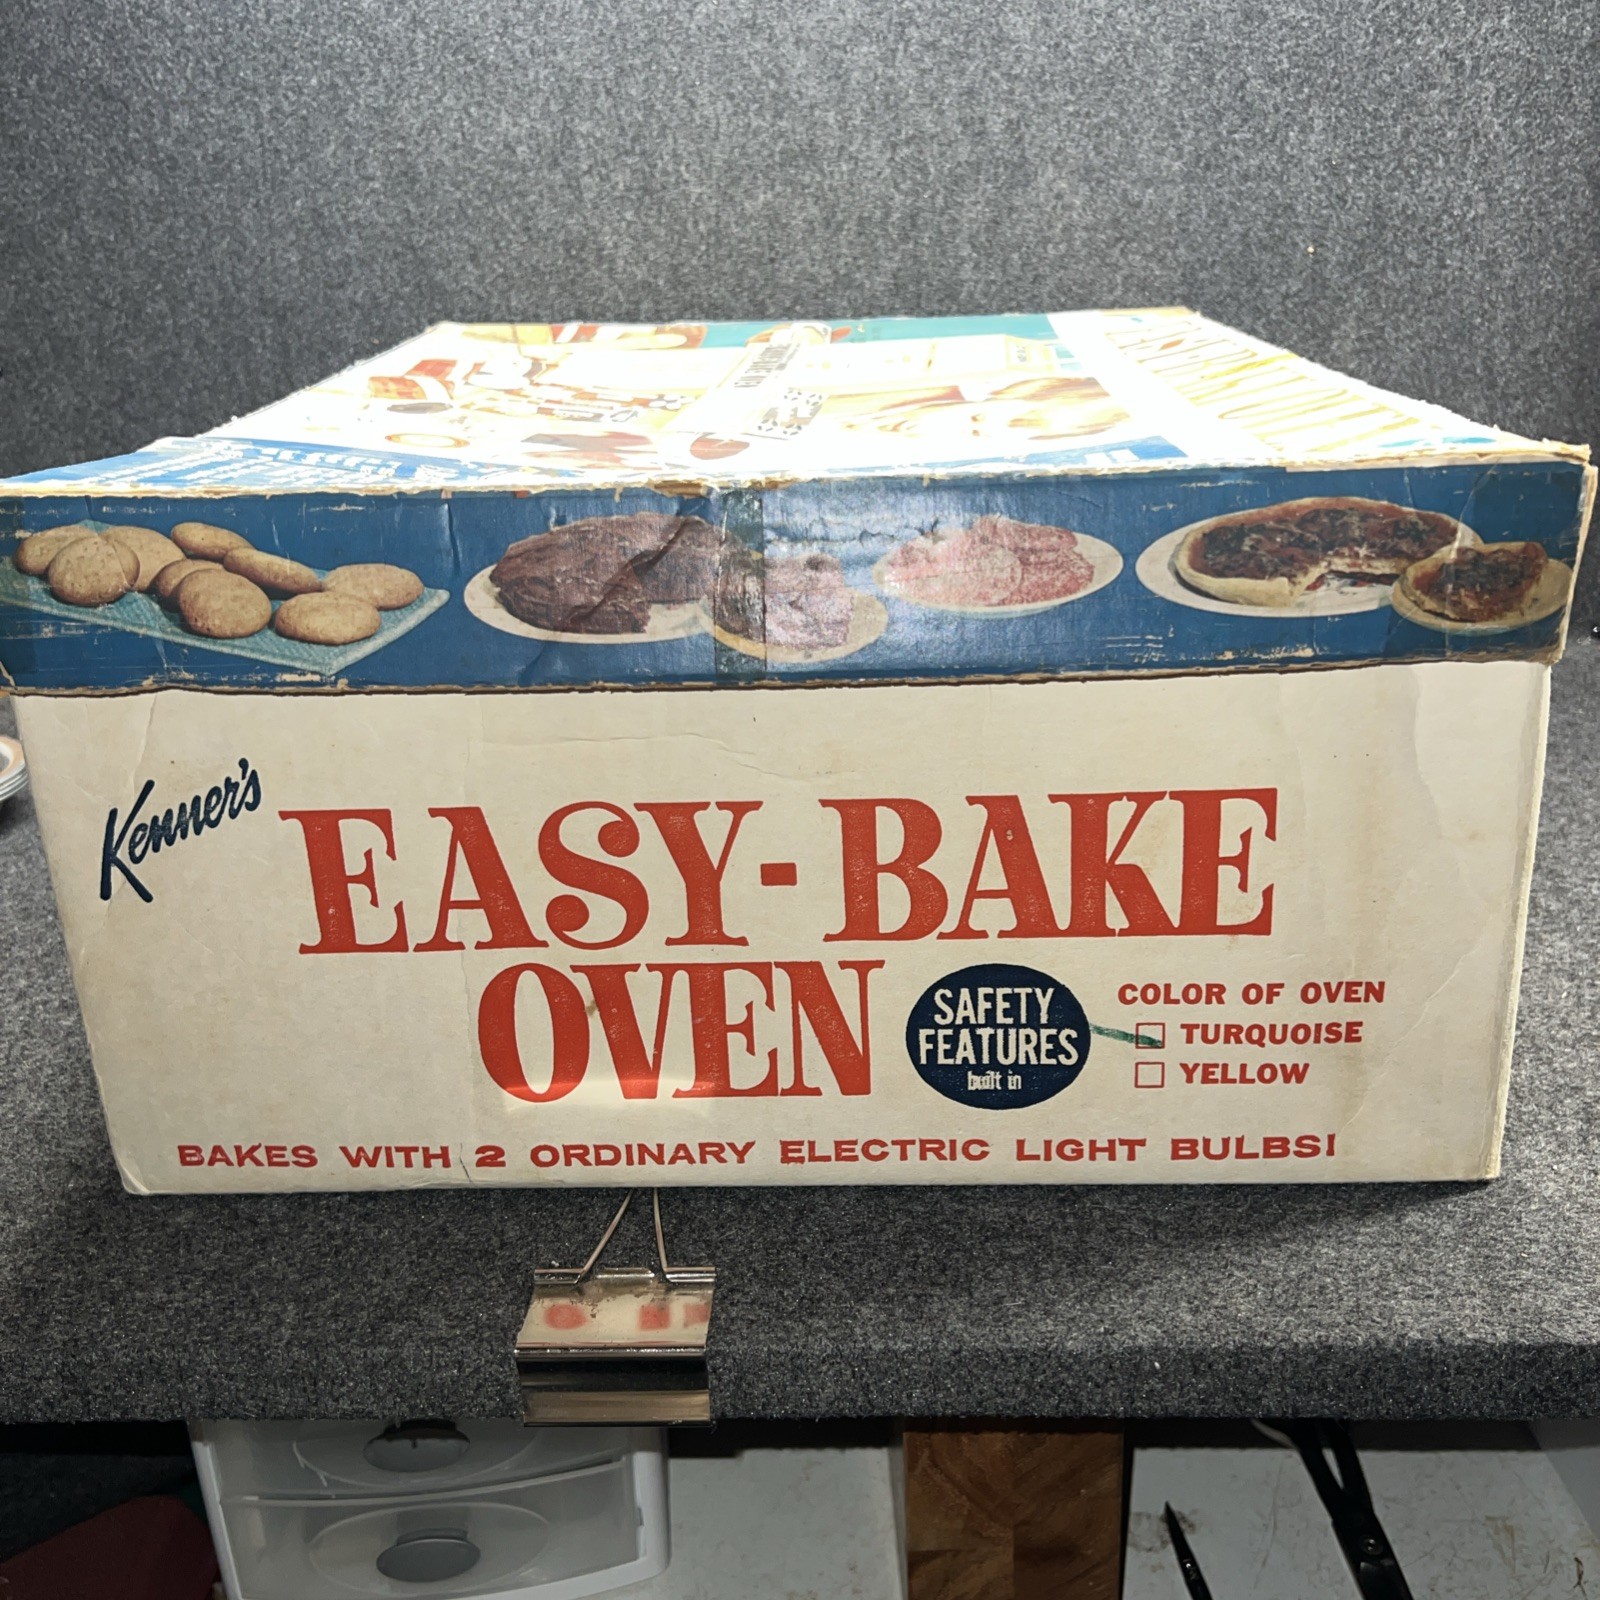 Kenner's
EASY-BAKE
OVEN
SAFETY
FEATURES
built in
COLOR OF OVEN
TURQUOISE
YELLOW
BAKES WITH 2 ORDINARY ELECTRIC LIGHT BULBS!